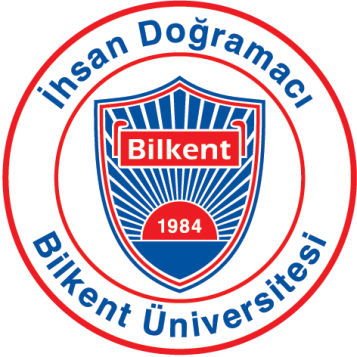 İhsan Doğramacı
Bilkent
1984
Bilkent Üniversitesi